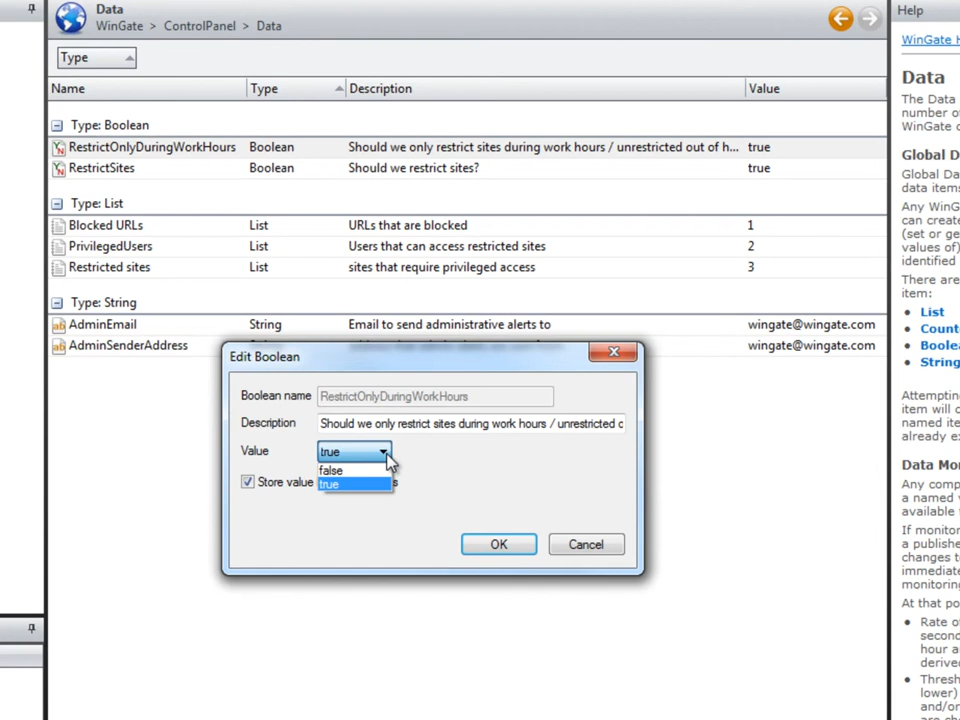 Data
WinGate > ControlPanel > Data
Type
Name Type Description Value
Type: Boolean
RestrictOnlyDuringWorkHours Boolean Should we only restrict sites during work hours / unrestricted out of h... true
RestrictSites Boolean Should we restrict sites? true
Type: List
Blocked URLs List URLs that are blocked 1
PrivilegedUsers List Users that can access restricted sites 2
Restricted sites List sites that require privileged access 3
Type: String
AdminEmail String Email to send administrative alerts to wingate@wingate.com
AdminSenderAddress wingate@wingate.com
Edit Boolean
Boolean name RestrictOnlyDuringWorkHours
Description Should we only restrict sites during work hours / unrestricted o
Value true
false
true
Store value s
OK Cancel
Help
WinGate H
Data
The Data
number of
WinGate c
Global Da
Global Da
data items
Any WinG
can create
(set or ge
values of)
identified
There are
item:
List
Count
Boolea
String
Attempting
item will c
named ite
already ex
Data Mon
Any comp
a named v
available f
If monitor
a publishe
changes to
immediate
monitoring
At that po
Rate of
second
hour a
derive
Thresh
lower)
and/or